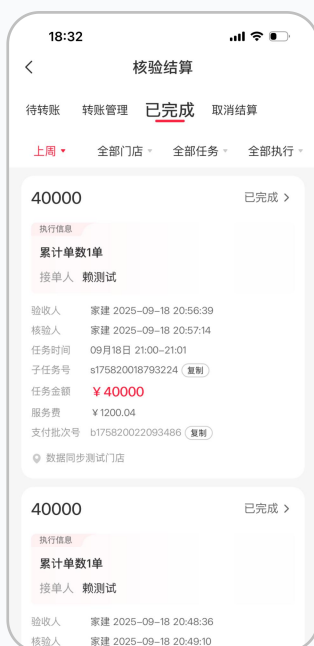 18:32
核验结算
待转账 转账管理 已完成 取消结算
上周 全部门店 全部任务 全部执行
40000 已完成
执行信息
累计单数1单
接单人 赖测试
验收人 家建 2025-09-18 20:56:39
核验人 家建 2025-09-18 20:57:14
任务时间 09月18日 21:00-21:01
子任务号 s175820018793224 复制
任务金额 ￥40000
服务费 ￥1200.04
支付批次号 b175820022093486 复制
数据同步测试门店
40000 已完成
执行信息
累计单数1单
接单人 赖测试
验收人 家建 2025-09-18 20:48:36
核验人 家建 2025-09-18 20:49:10